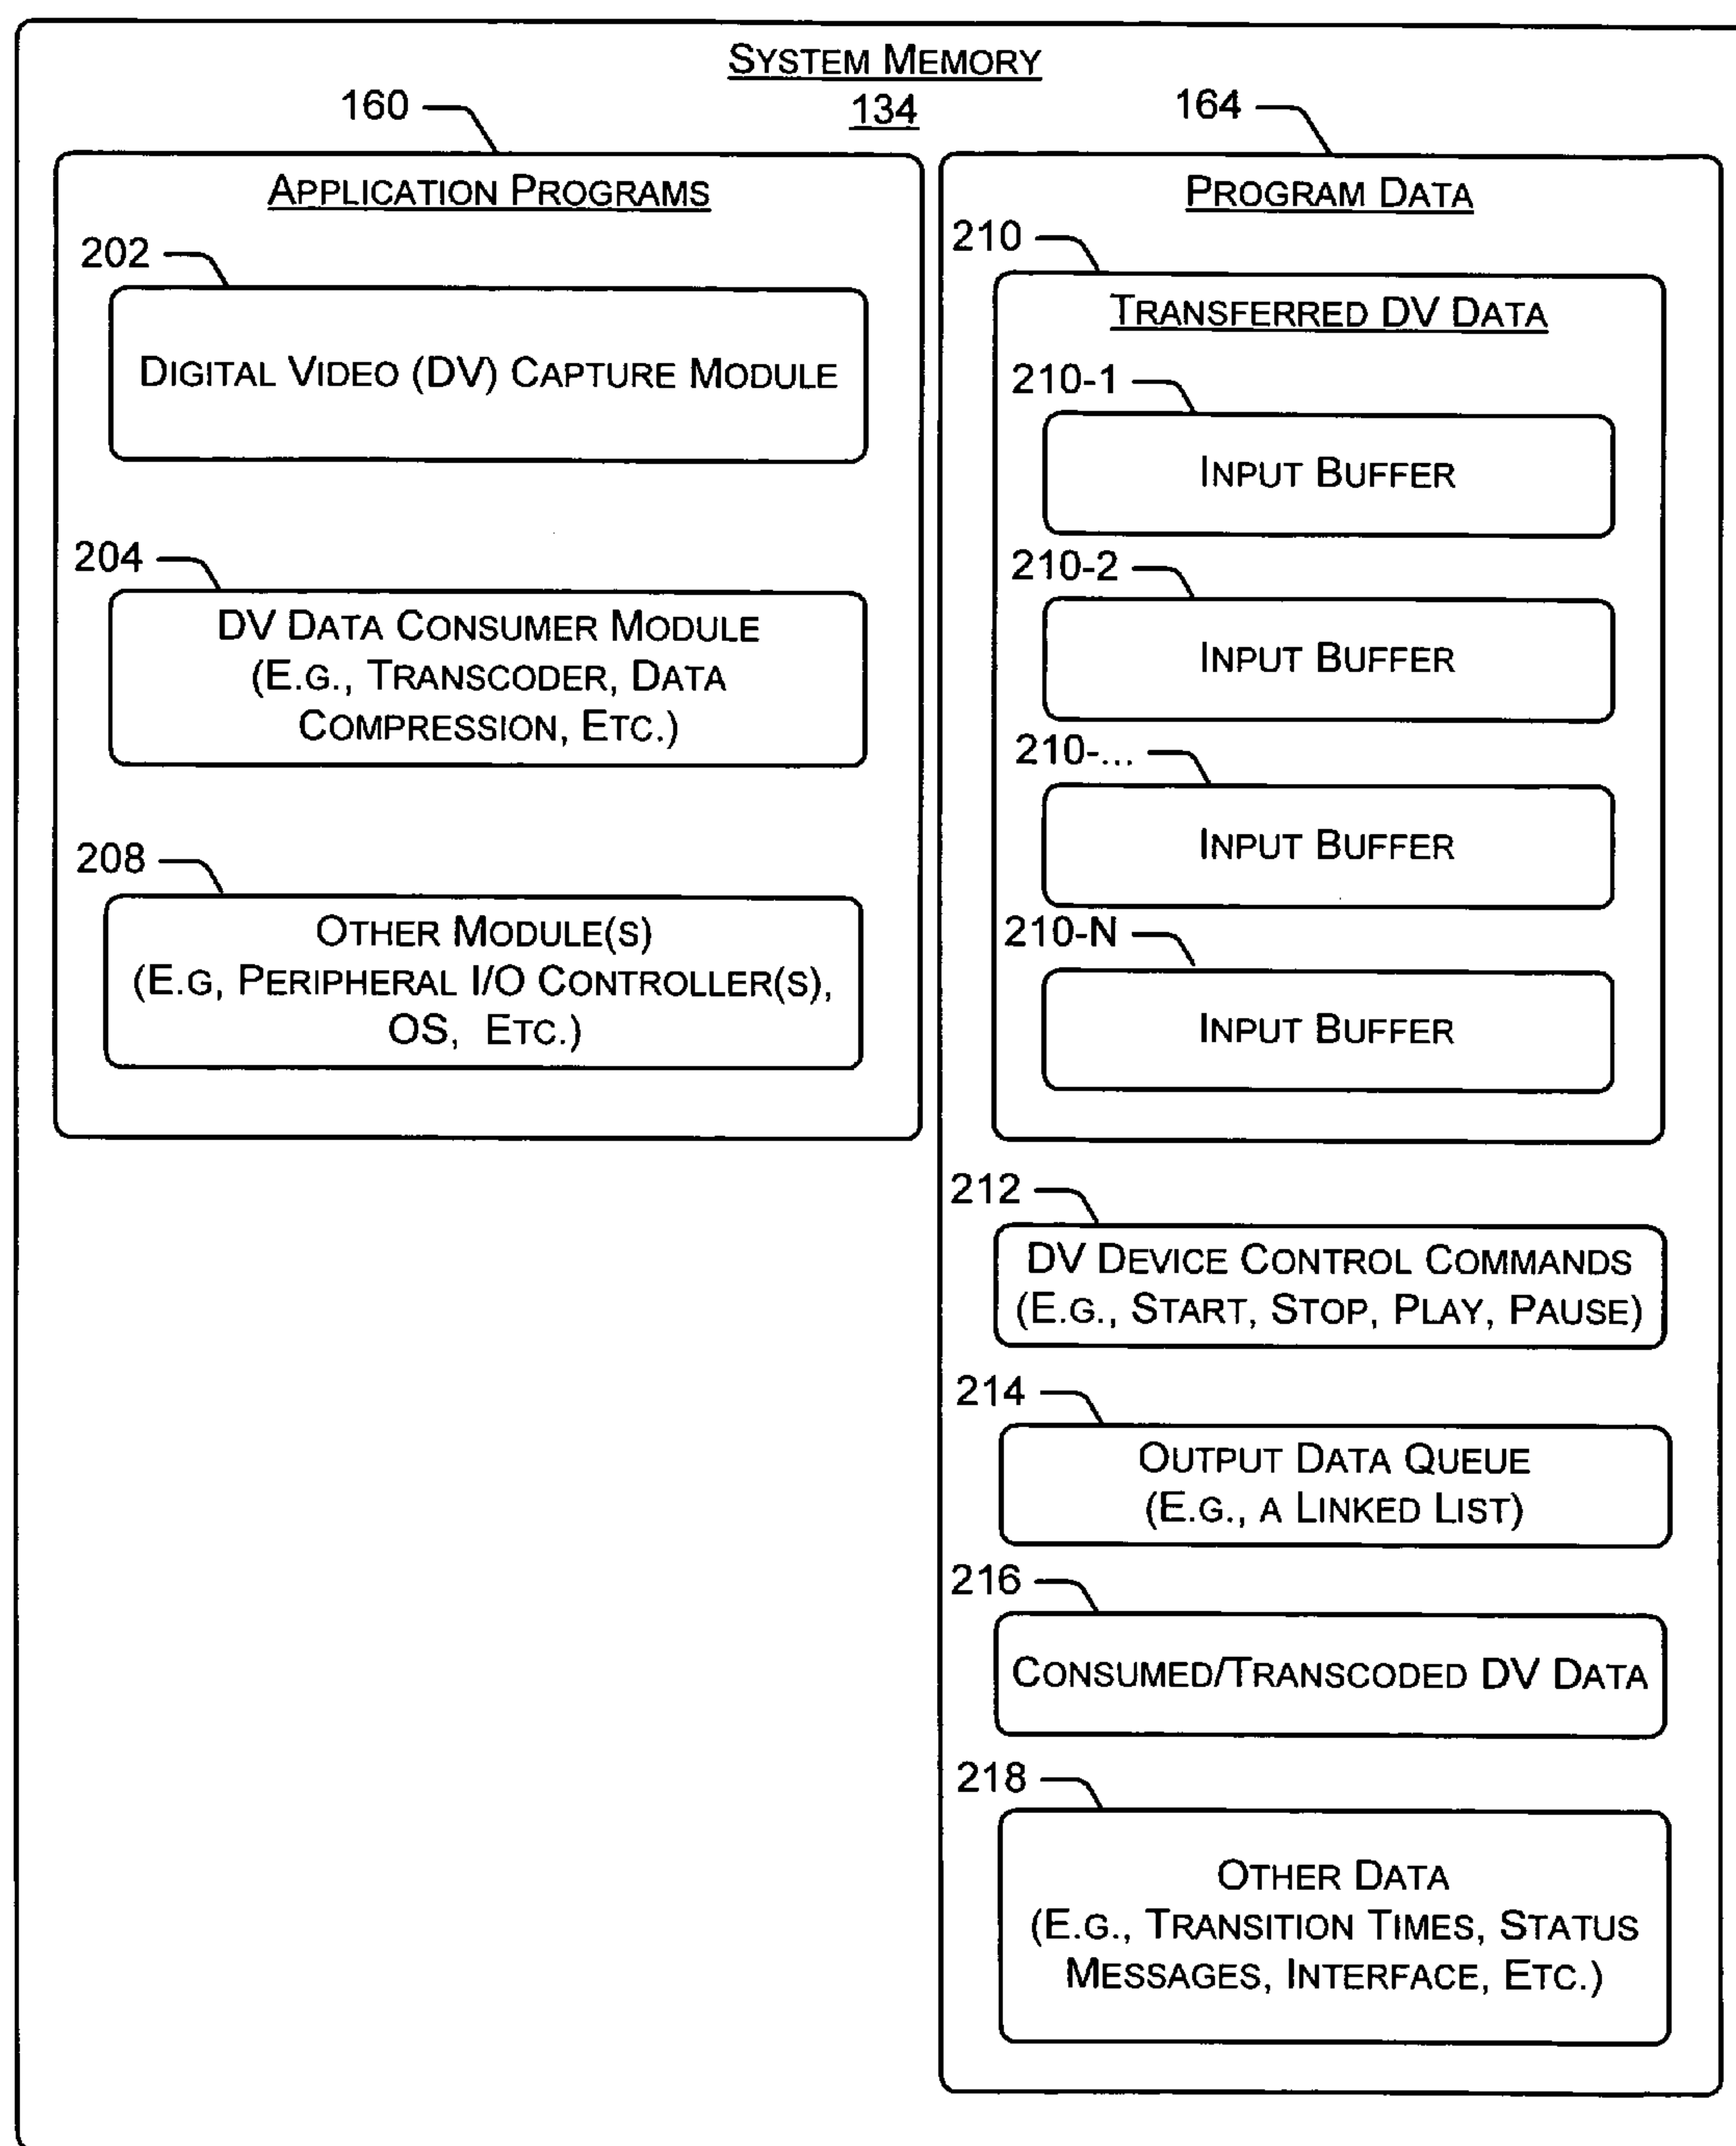 SYSTEM MEMORY
134
160
APPLICATION PROGRAMS
202
DIGITAL VIDEO (DV) CAPTURE MODULE
204
DV DATA CONSUMER MODULE
(E.G., TRANSCODER, DATA
COMPRESSION, ETC.)
208
OTHER MODULE(S)
(E.G, PERIPHERAL I/O CONTROLLER(S),
OS, ETC.)
164
PROGRAM DATA
210
TRANSFERRED DV DATA
210-1
INPUT BUFFER
210-2
INPUT BUFFER
210-...
INPUT BUFFER
210-N
INPUT BUFFER
212
DV DEVICE CONTROL COMMANDS
(E.G., START, STOP, PLAY, PAUSE)
214
OUTPUT DATA QUEUE
(E.G., A LINKED LIST)
216
CONSUMED/TRANSCODED DV DATA
218
OTHER DATA
(E.G., TRANSITION TIMES, STATUS
MESSAGES, INTERFACE, ETC.)